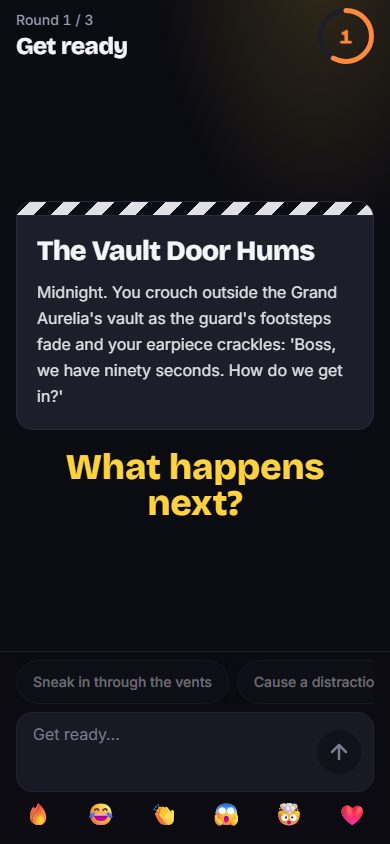 Round 1 / 3
Get ready
1
The Vault Door Hums
Midnight. You crouch outside the Grand
Aurelia's vault as the guard's footsteps
fade and your earpiece crackles: 'Boss,
we have ninety seconds. How do we get
in?'
What happens
next?
Sneak in through the vents
Cause a distractio
Get ready...